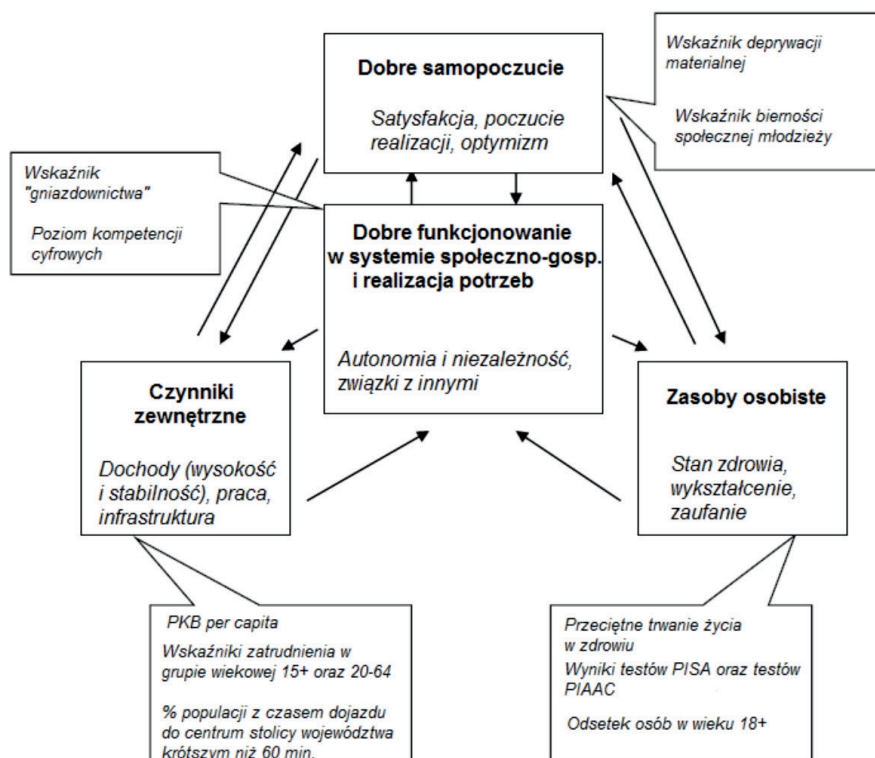 Dobre samopoczucie
Satysfakcja, poczucie
realizacji, optymizm
Wskaźnik deprywacji
materialnej
Wskaźnik bierności
społecznej młodzieży
Wskaźnik
"gniazdownictwa"
Poziom kompetencji
cyfrowych
Dobre funkcjonowanie
w systemie społeczno-gosp.
i realizacja potrzeb
Autonomia i niezależność,
związki z innymi
Czynniki
zewnętrzne
Dochody (wysokość
i stabilność), praca,
infrastruktura
Zasoby osobiste
Stan zdrowia,
wykształcenie,
zaufanie
PKB per capita
Wskaźniki zatrudnienia w
grupie wiekowej 15+ oraz 20-64
% populacji z czasem dojazdu
do centrum stolicy województwa
krótszym niż 60 min.
Przeciętne trwanie życia
w zdrowiu
Wyniki testów PISA oraz testów
PIAAC
Odsetek osób w wieku 18+